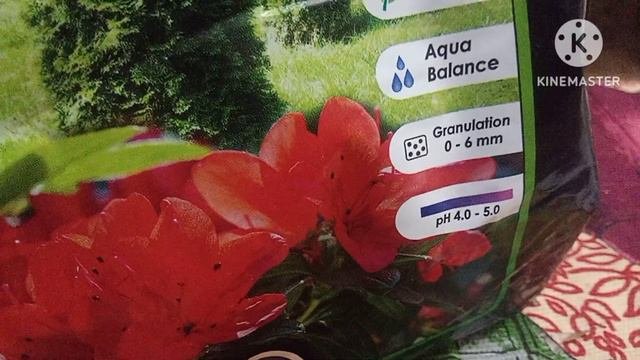 Aqua
Balance
K
KINEMASTER
Granulation
0 - 6 mm
pH 4.0 - 5.0